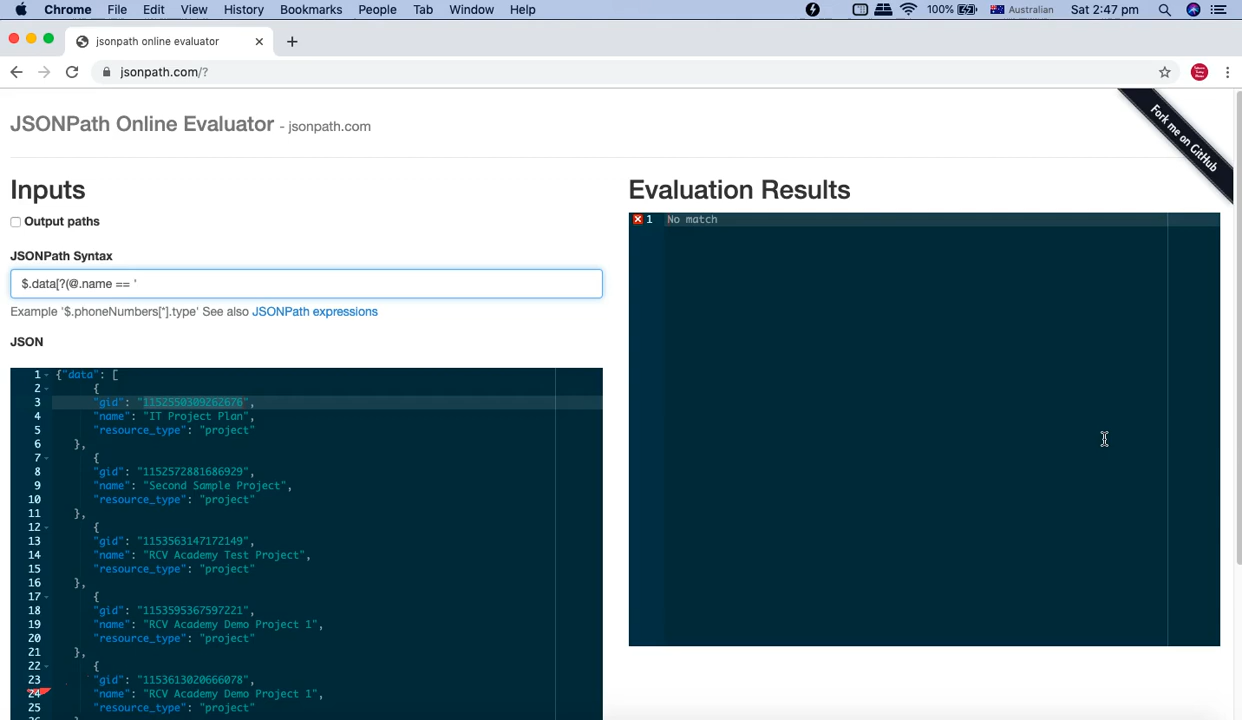 Chrome File Edit View History Bookmarks People Tab Window Help 100% Australian Sat 2:47 pm
jsonpath online evaluator
jsonpath.com/?
JSONPath Online Evaluator - jsonpath.com
Fork me on GitHub
Inputs
Output paths
JSONPath Syntax
$.data[?(@.name == '
Example '$.phoneNumbers[*].type' See also JSONPath expressions
JSON
1 {"data": [
2 {
3 "gid": "1152550309262676",
4 "name": "IT Project Plan",
5 "resource_type": "project"
6 },
7 {
8 "gid": "1152572881686929",
9 "name": "Second Sample Project",
10 "resource_type": "project"
11 },
12 {
13 "gid": "1153563147172149",
14 "name": "RCV Academy Test Project",
15 "resource_type": "project"
16 },
17 {
18 "gid": "1153595367597221",
19 "name": "RCV Academy Demo Project 1",
20 "resource_type": "project"
21 },
22 {
23 "gid": "1153613020666078",
24 "name": "RCV Academy Demo Project 1",
25 "resource_type": "project"
Evaluation Results
1 No match